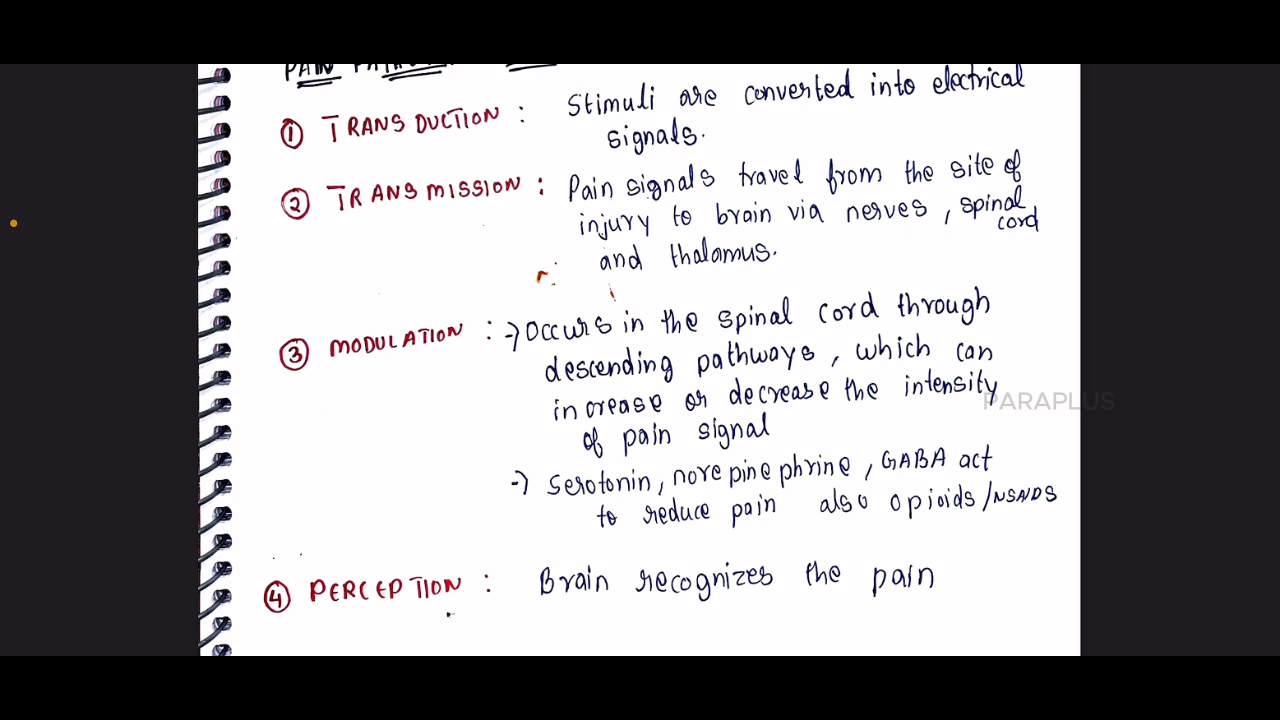 PAIN
① TRANSDUCTION : Stimuli are converted into electrical
signals.
② TRANSMISSION : Pain signals travel from the site of
injury to brain via nerves, spinal
cord
and thalamus.
③ MODULATION : → Occurs in the spinal cord through
descending pathways, which can
increase or decrease the intensity
of pain signal
PARAPLUS
→ Serotonin, norepinephrine, GABA act
to reduce pain also opioids/NSAIDS
④ PERCEPTION : Brain recognizes the pain